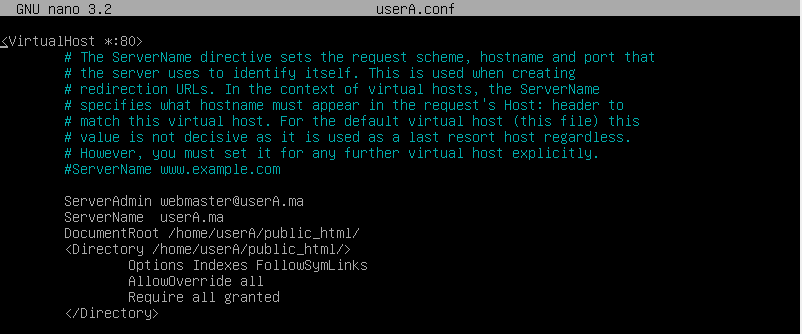 GNU nano 3.2 userA.conf
<VirtualHost *:80>
# The ServerName directive sets the request scheme, hostname and port that
# the server uses to identify itself. This is used when creating
# redirection URLs. In the context of virtual hosts, the ServerName
# specifies what hostname must appear in the request's Host: header to
# match this virtual host. For the default virtual host (this file) this
# value is not decisive as it is used as a last resort host regardless.
# However, you must set it for any further virtual host explicitly.
#ServerName www.example.com
ServerAdmin webmaster@userA.ma
ServerName  userA.ma
DocumentRoot /home/userA/public_html/
<Directory /home/userA/public_html/>
Options Indexes FollowSymLinks
AllowOverride all
Require all granted
</Directory>